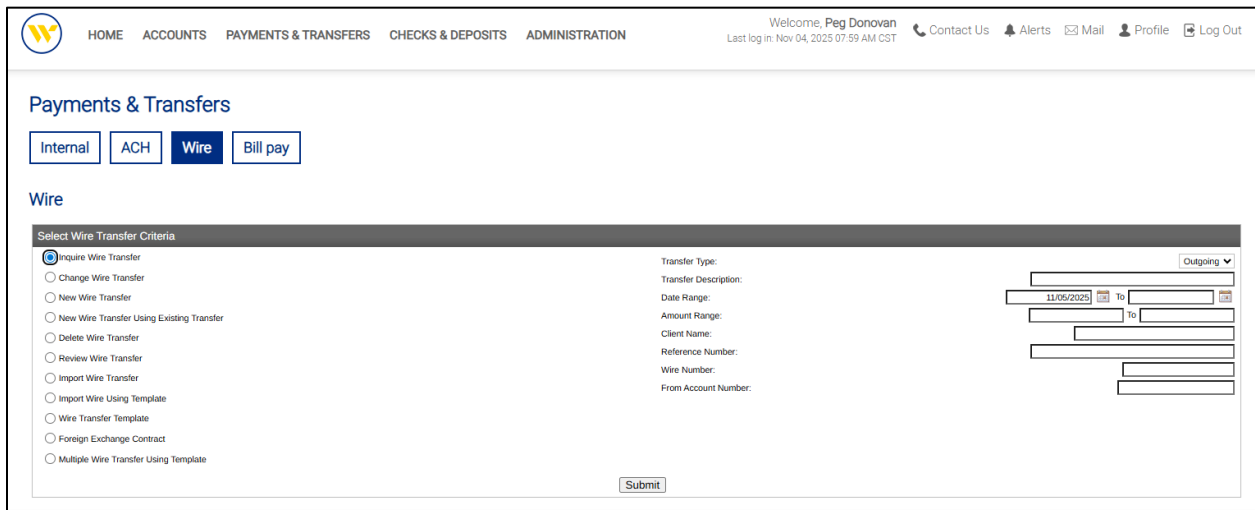 W
HOME ACCOUNTS PAYMENTS & TRANSFERS CHECKS & DEPOSITS ADMINISTRATION
Welcome, Peg Donovan
Last log in: Nov 04, 2025 07:59 AM CST
Contact Us Alerts Mail Profile Log Out
Payments & Transfers
Internal ACH Wire Bill pay
Wire
Select Wire Transfer Criteria
Inquire Wire Transfer
Change Wire Transfer
New Wire Transfer
New Wire Transfer Using Existing Transfer
Delete Wire Transfer
Review Wire Transfer
Import Wire Transfer
Import Wire Using Template
Wire Transfer Template
Foreign Exchange Contract
Multiple Wire Transfer Using Template
Transfer Type: Outgoing
Transfer Description:
Date Range: 11/05/2025 To
Amount Range: To
Client Name:
Reference Number:
Wire Number:
From Account Number:
Submit